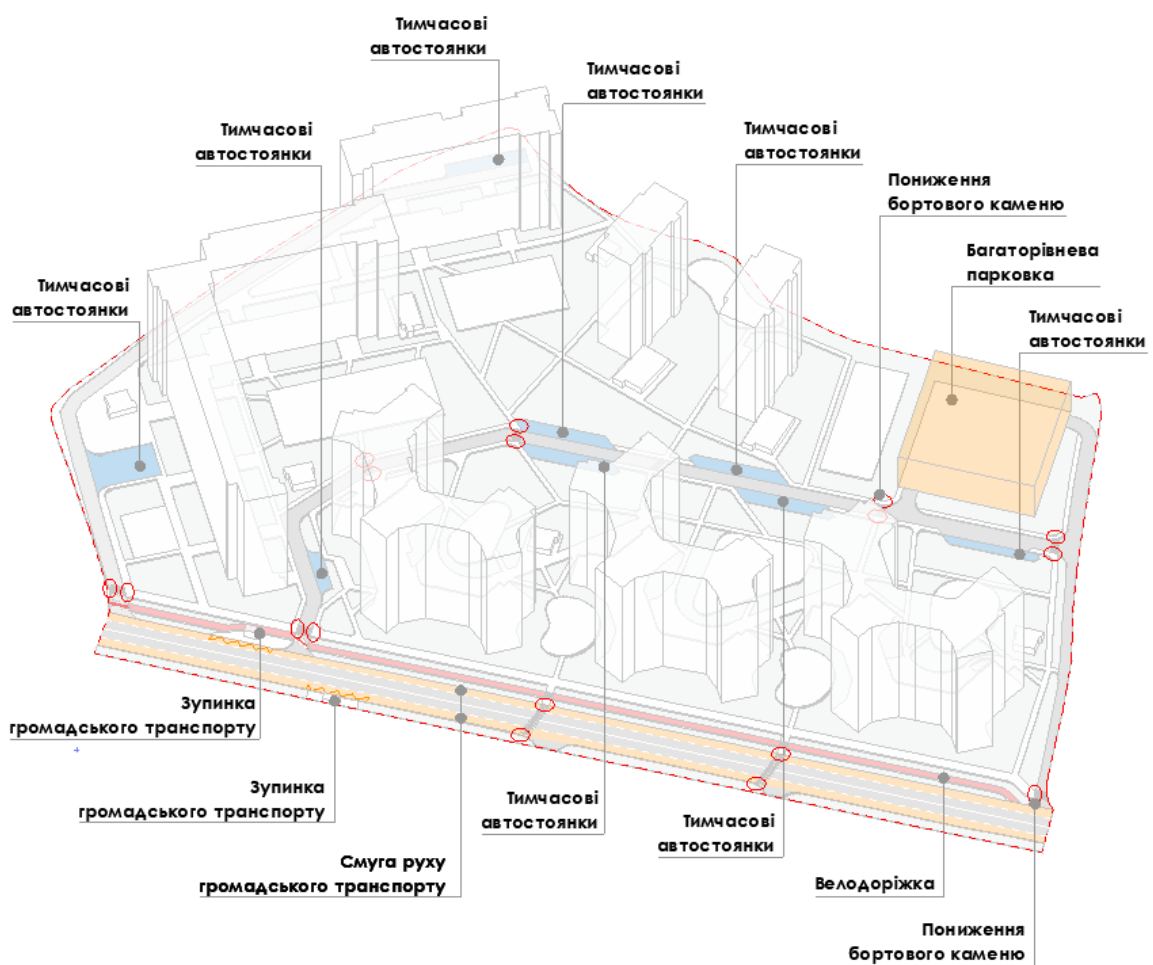 Тимчасові
автостоянки
Тимчасові
автостоянки
Тимчасові
автостоянки
Тимчасові
автостоянки
Пониження
бортового каменю
Багаторівнева
парковка
Тимчасові
автостоянки
Тимчасові
автостоянки
Зупинка
громадського транспорту
Зупинка
громадського транспорту
Тимчасові
автостоянки
Тимчасові
автостоянки
Смуга руху
громадського транспорту
Велодоріжка
Пониження
бортового каменю